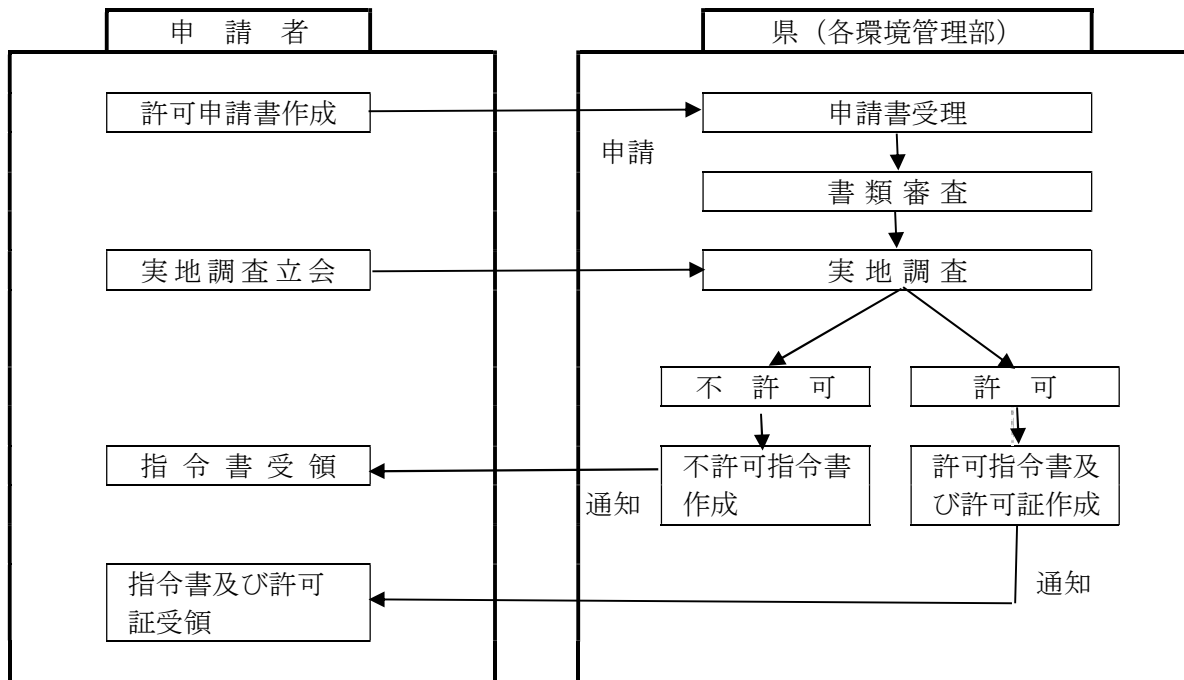 申　請　者
県（各環境管理部）
許可申請書作成
申請書受理
申請
書 類 審 査
実 地 調 査 立 会
実 地 調 査
不　許　可
許　可
指 令 書 受 領
通知
不許可指令書
作成
許可指令書及
び許可証作成
指令書及び許可
証受領
通知